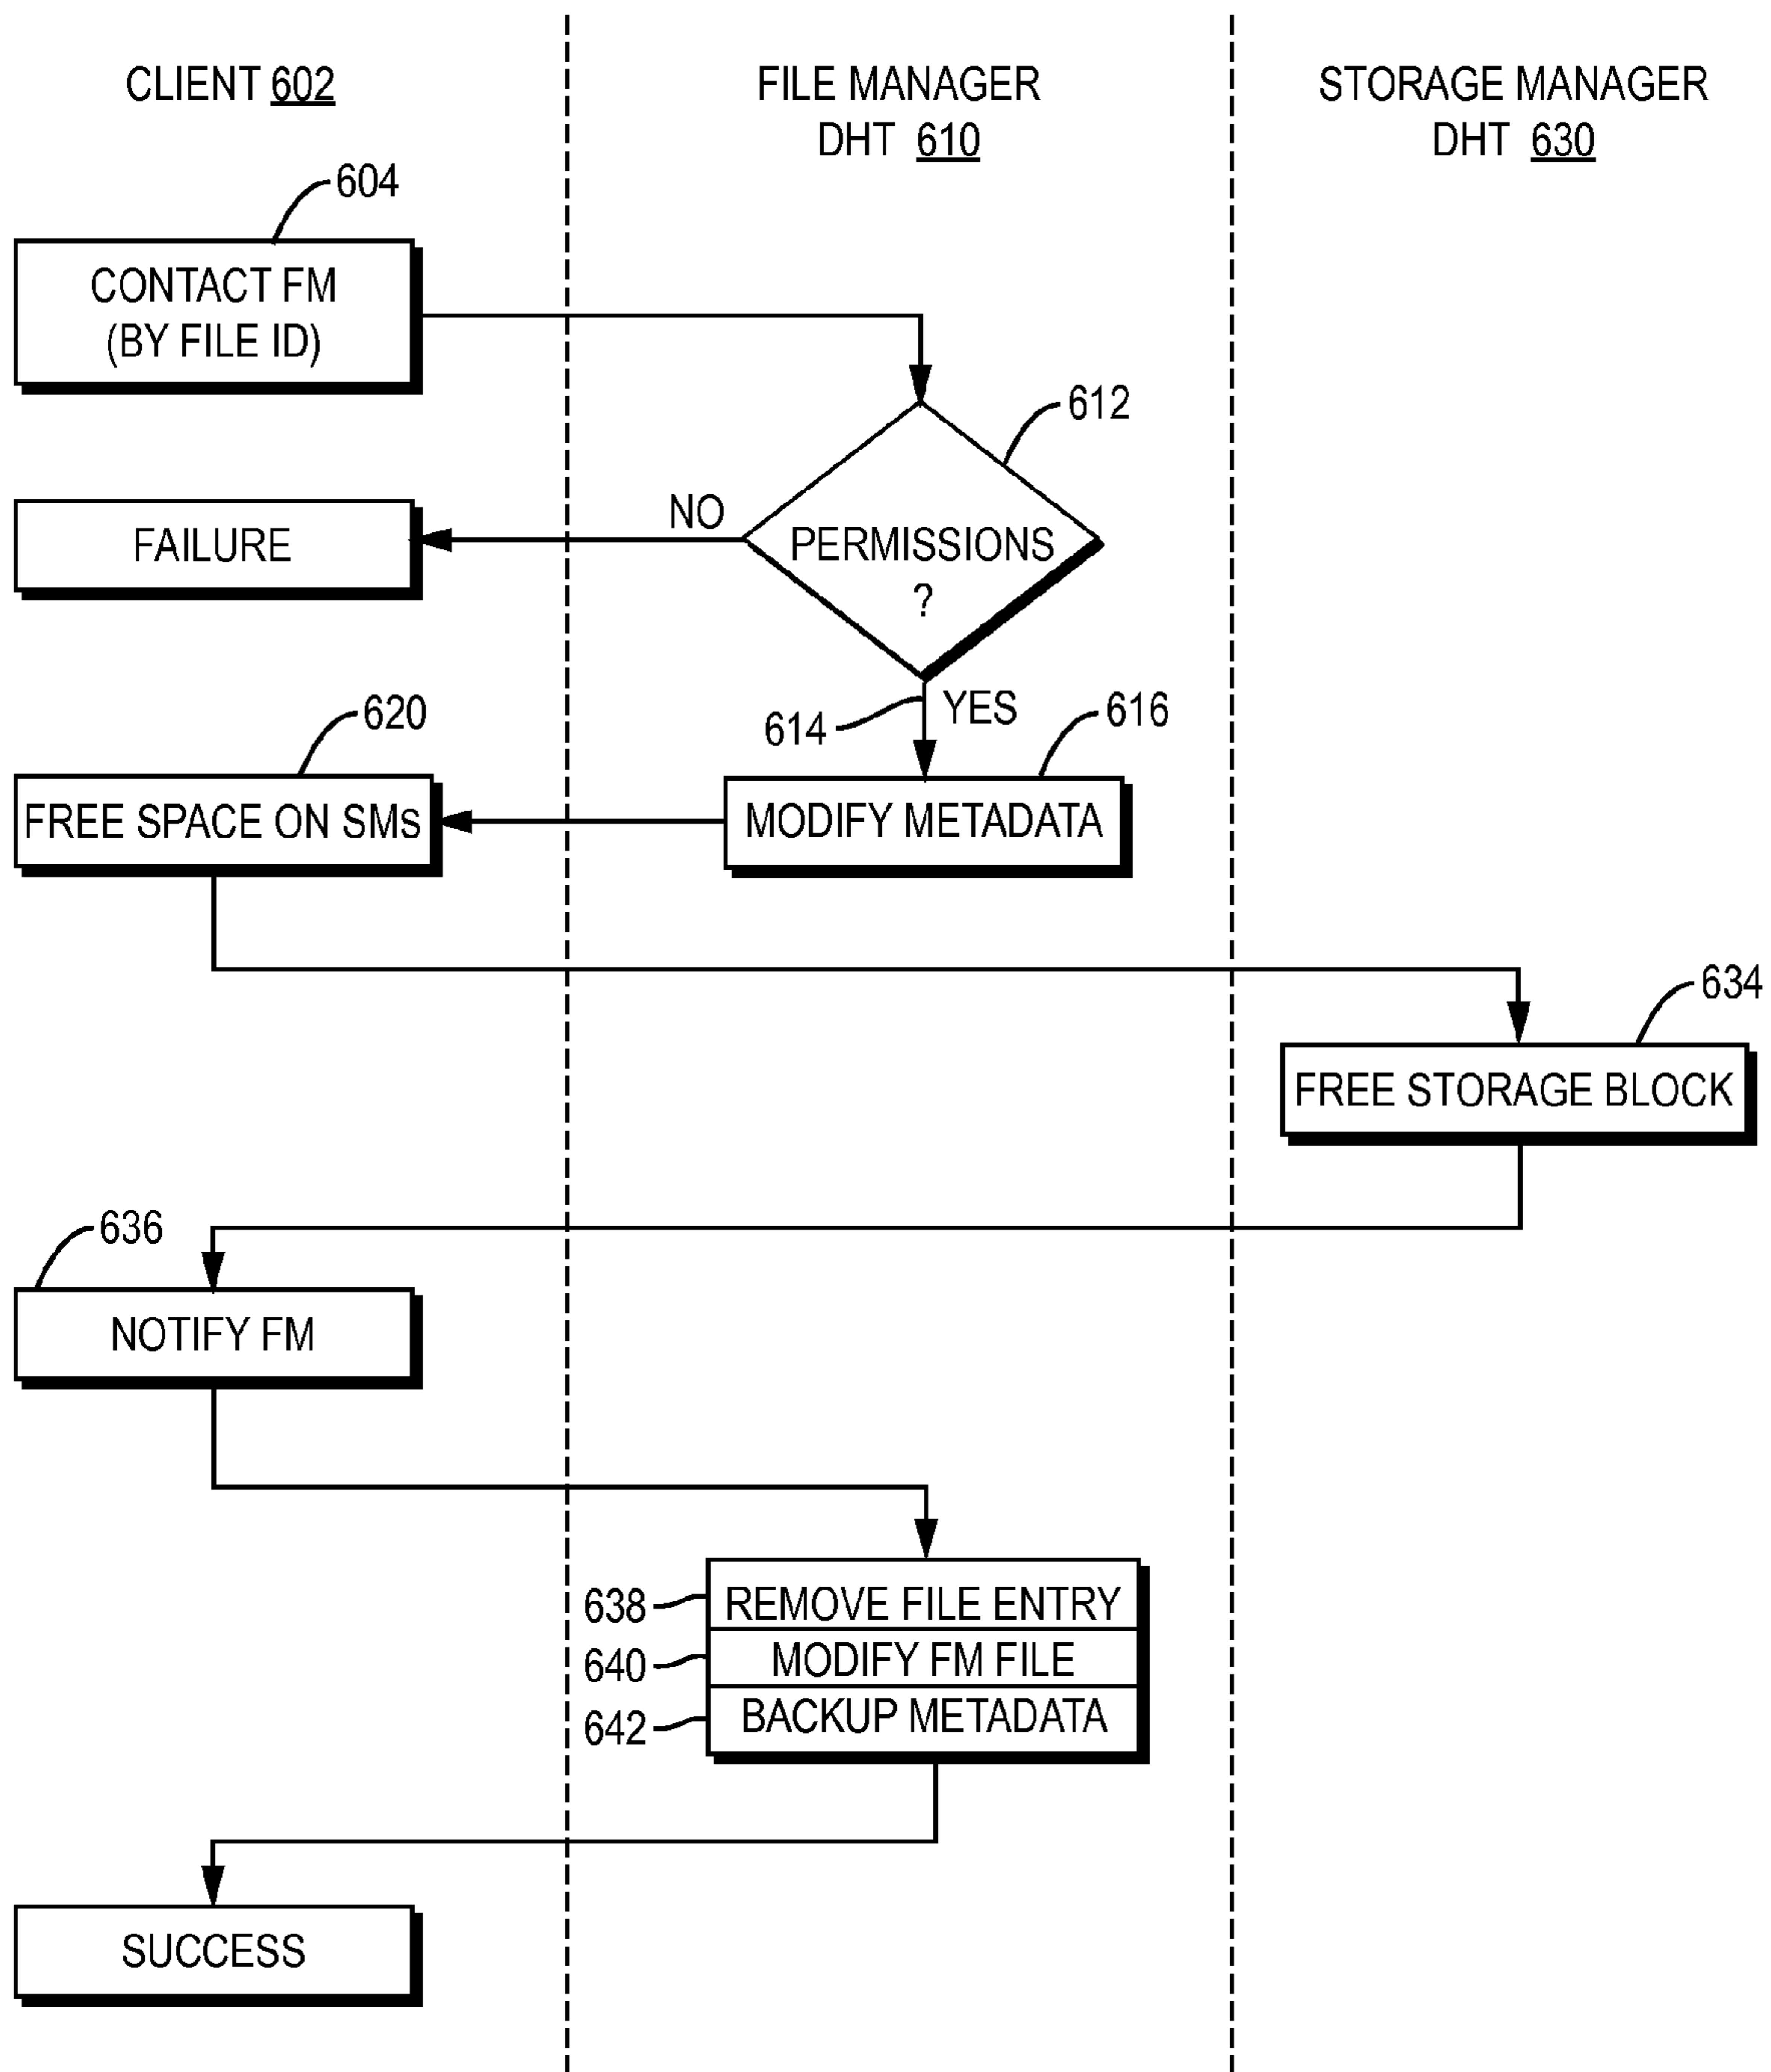 CLIENT 602
FILE MANAGER
DHT 610
STORAGE MANAGER
DHT 630
604
CONTACT FM
(BY FILE ID)
612
NO
FAILURE
PERMISSIONS
?
620
614
YES
616
FREE SPACE ON SMs
MODIFY METADATA
634
FREE STORAGE BLOCK
636
NOTIFY FM
638
REMOVE FILE ENTRY
640
MODIFY FM FILE
642
BACKUP METADATA
SUCCESS